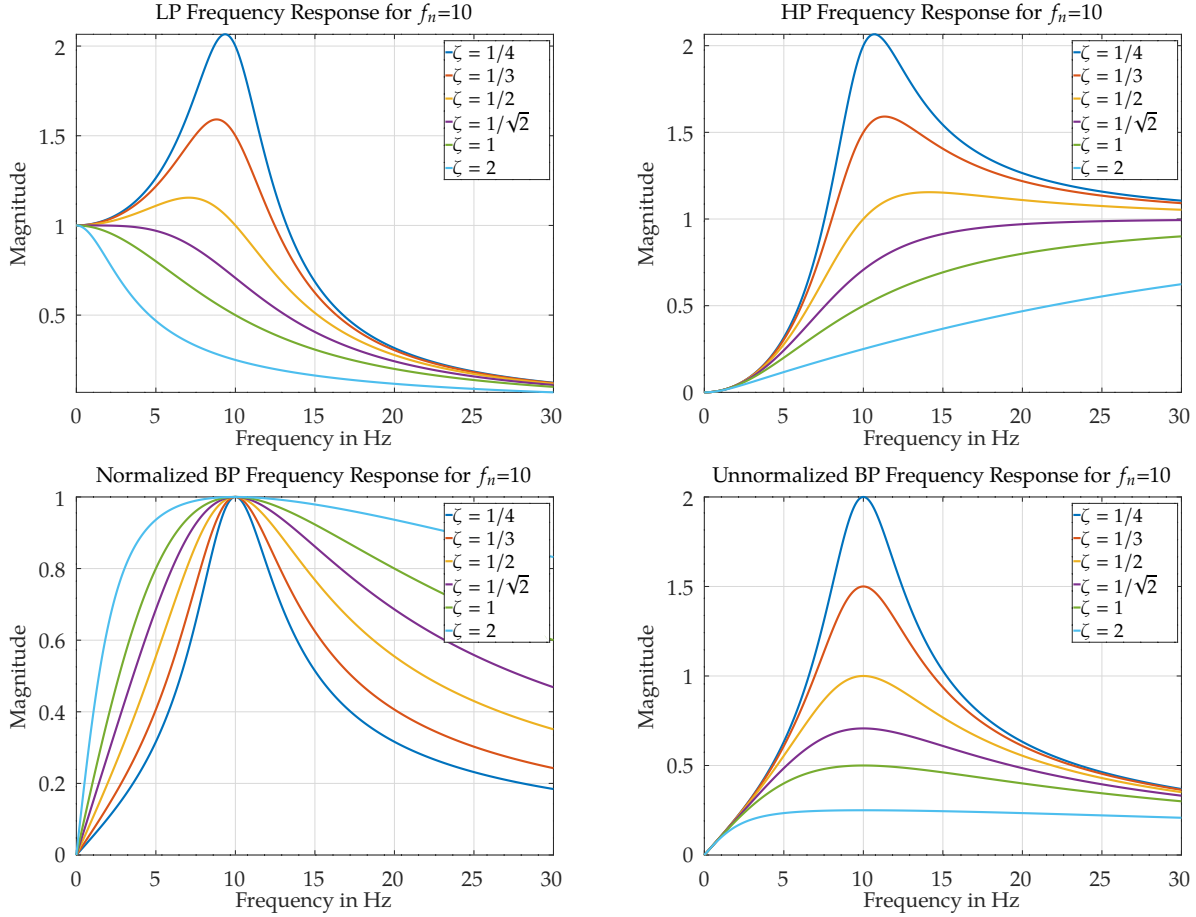 LP Frequency Response for fn=10
2
1.5
1
0.5
Magnitude
ζ = 1/4
ζ = 1/3
ζ = 1/2
ζ = 1/√2
ζ = 1
ζ = 2
0 5 10 15 20 25 30
Frequency in Hz
HP Frequency Response for fn=10
2
1.5
1
0.5
0
Magnitude
ζ = 1/4
ζ = 1/3
ζ = 1/2
ζ = 1/√2
ζ = 1
ζ = 2
0 5 10 15 20 25 30
Frequency in Hz
Normalized BP Frequency Response for fn=10
1
0.8
0.6
0.4
0.2
0
Magnitude
ζ = 1/4
ζ = 1/3
ζ = 1/2
ζ = 1/√2
ζ = 1
ζ = 2
0 5 10 15 20 25 30
Frequency in Hz
Unnormalized BP Frequency Response for fn=10
2
1.5
1
0.5
0
Magnitude
ζ = 1/4
ζ = 1/3
ζ = 1/2
ζ = 1/√2
ζ = 1
ζ = 2
0 5 10 15 20 25 30
Frequency in Hz